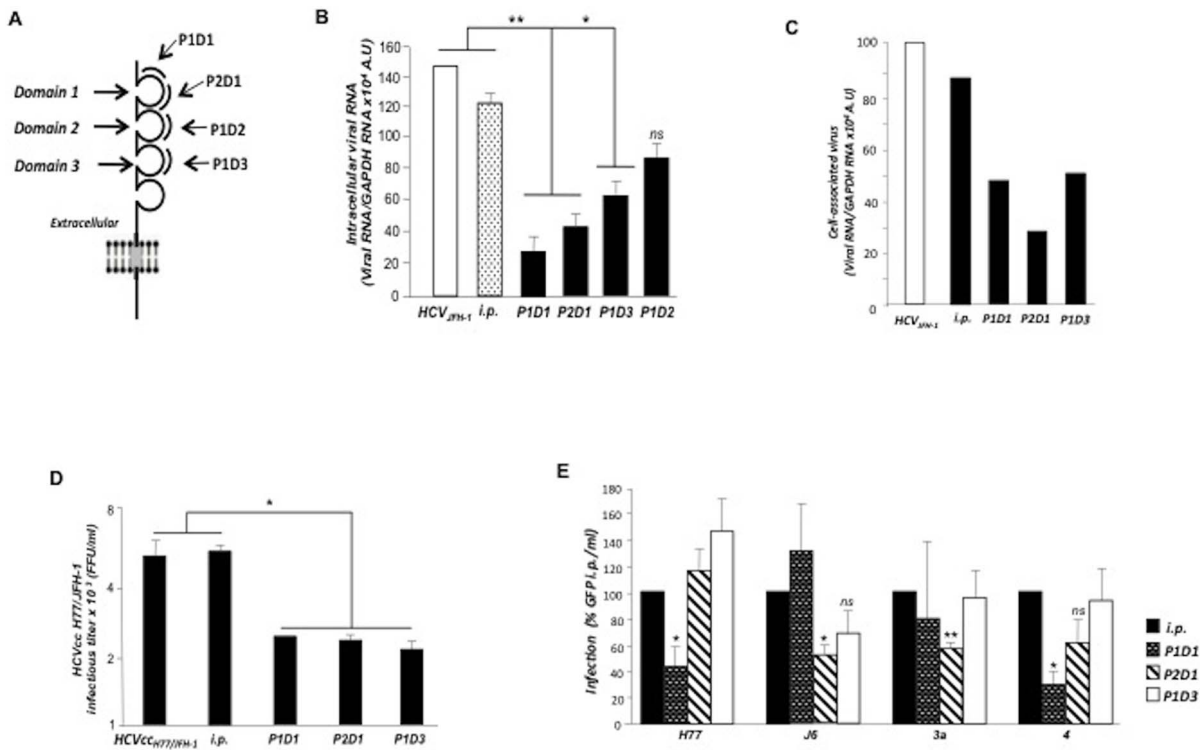 A
P1D1
Domain 1
P2D1
Domain 2
P1D2
Domain 3
P1D3
Extracellular
B
Intracellular viral RNA
(Viral RNA/GAPDH RNA x10⁴ A.U)
160
140
120
100
80
60
40
20
0
**
*
ns
HCV JFH-1 i.p. P1D1 P2D1 P1D3 P1D2
C
Cell-associated virus
(Viral RNA/GAPDH RNA x10⁴ A.U)
100
80
60
40
20
0
HCV JFH-1 i.p. P1D1 P2D1 P1D3
D
HCVcc H77/JFH-1
infectious titer x 10³ (FFU/ml)
8
4
2
1
*
HCVcc H77/JFH-1 i.p. P1D1 P2D1 P1D3
E
Infection (% GFP i.p./ml)
180
160
140
120
100
80
60
40
20
0
* * ns ** * ns
H77 J6 3a 4
i.p.
P1D1
P2D1
P1D3